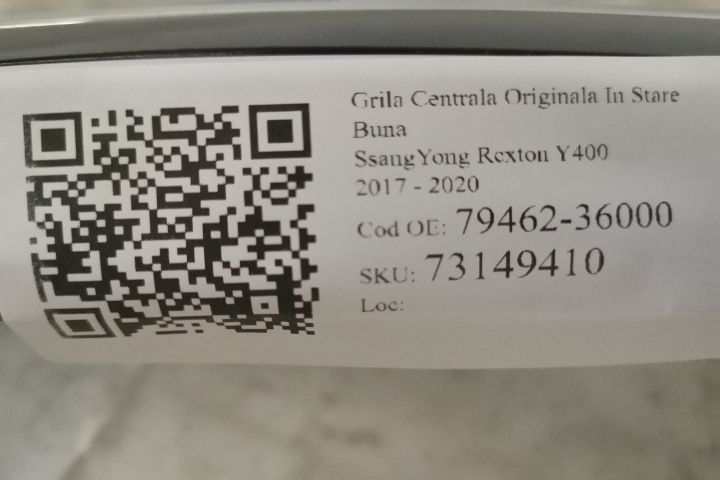 Grila Centrala Originala In Stare
Buna
SsangYong Rexton Y400
2017 - 2020
Cod OE: 79462-36000
SKU: 73149410
Loc: